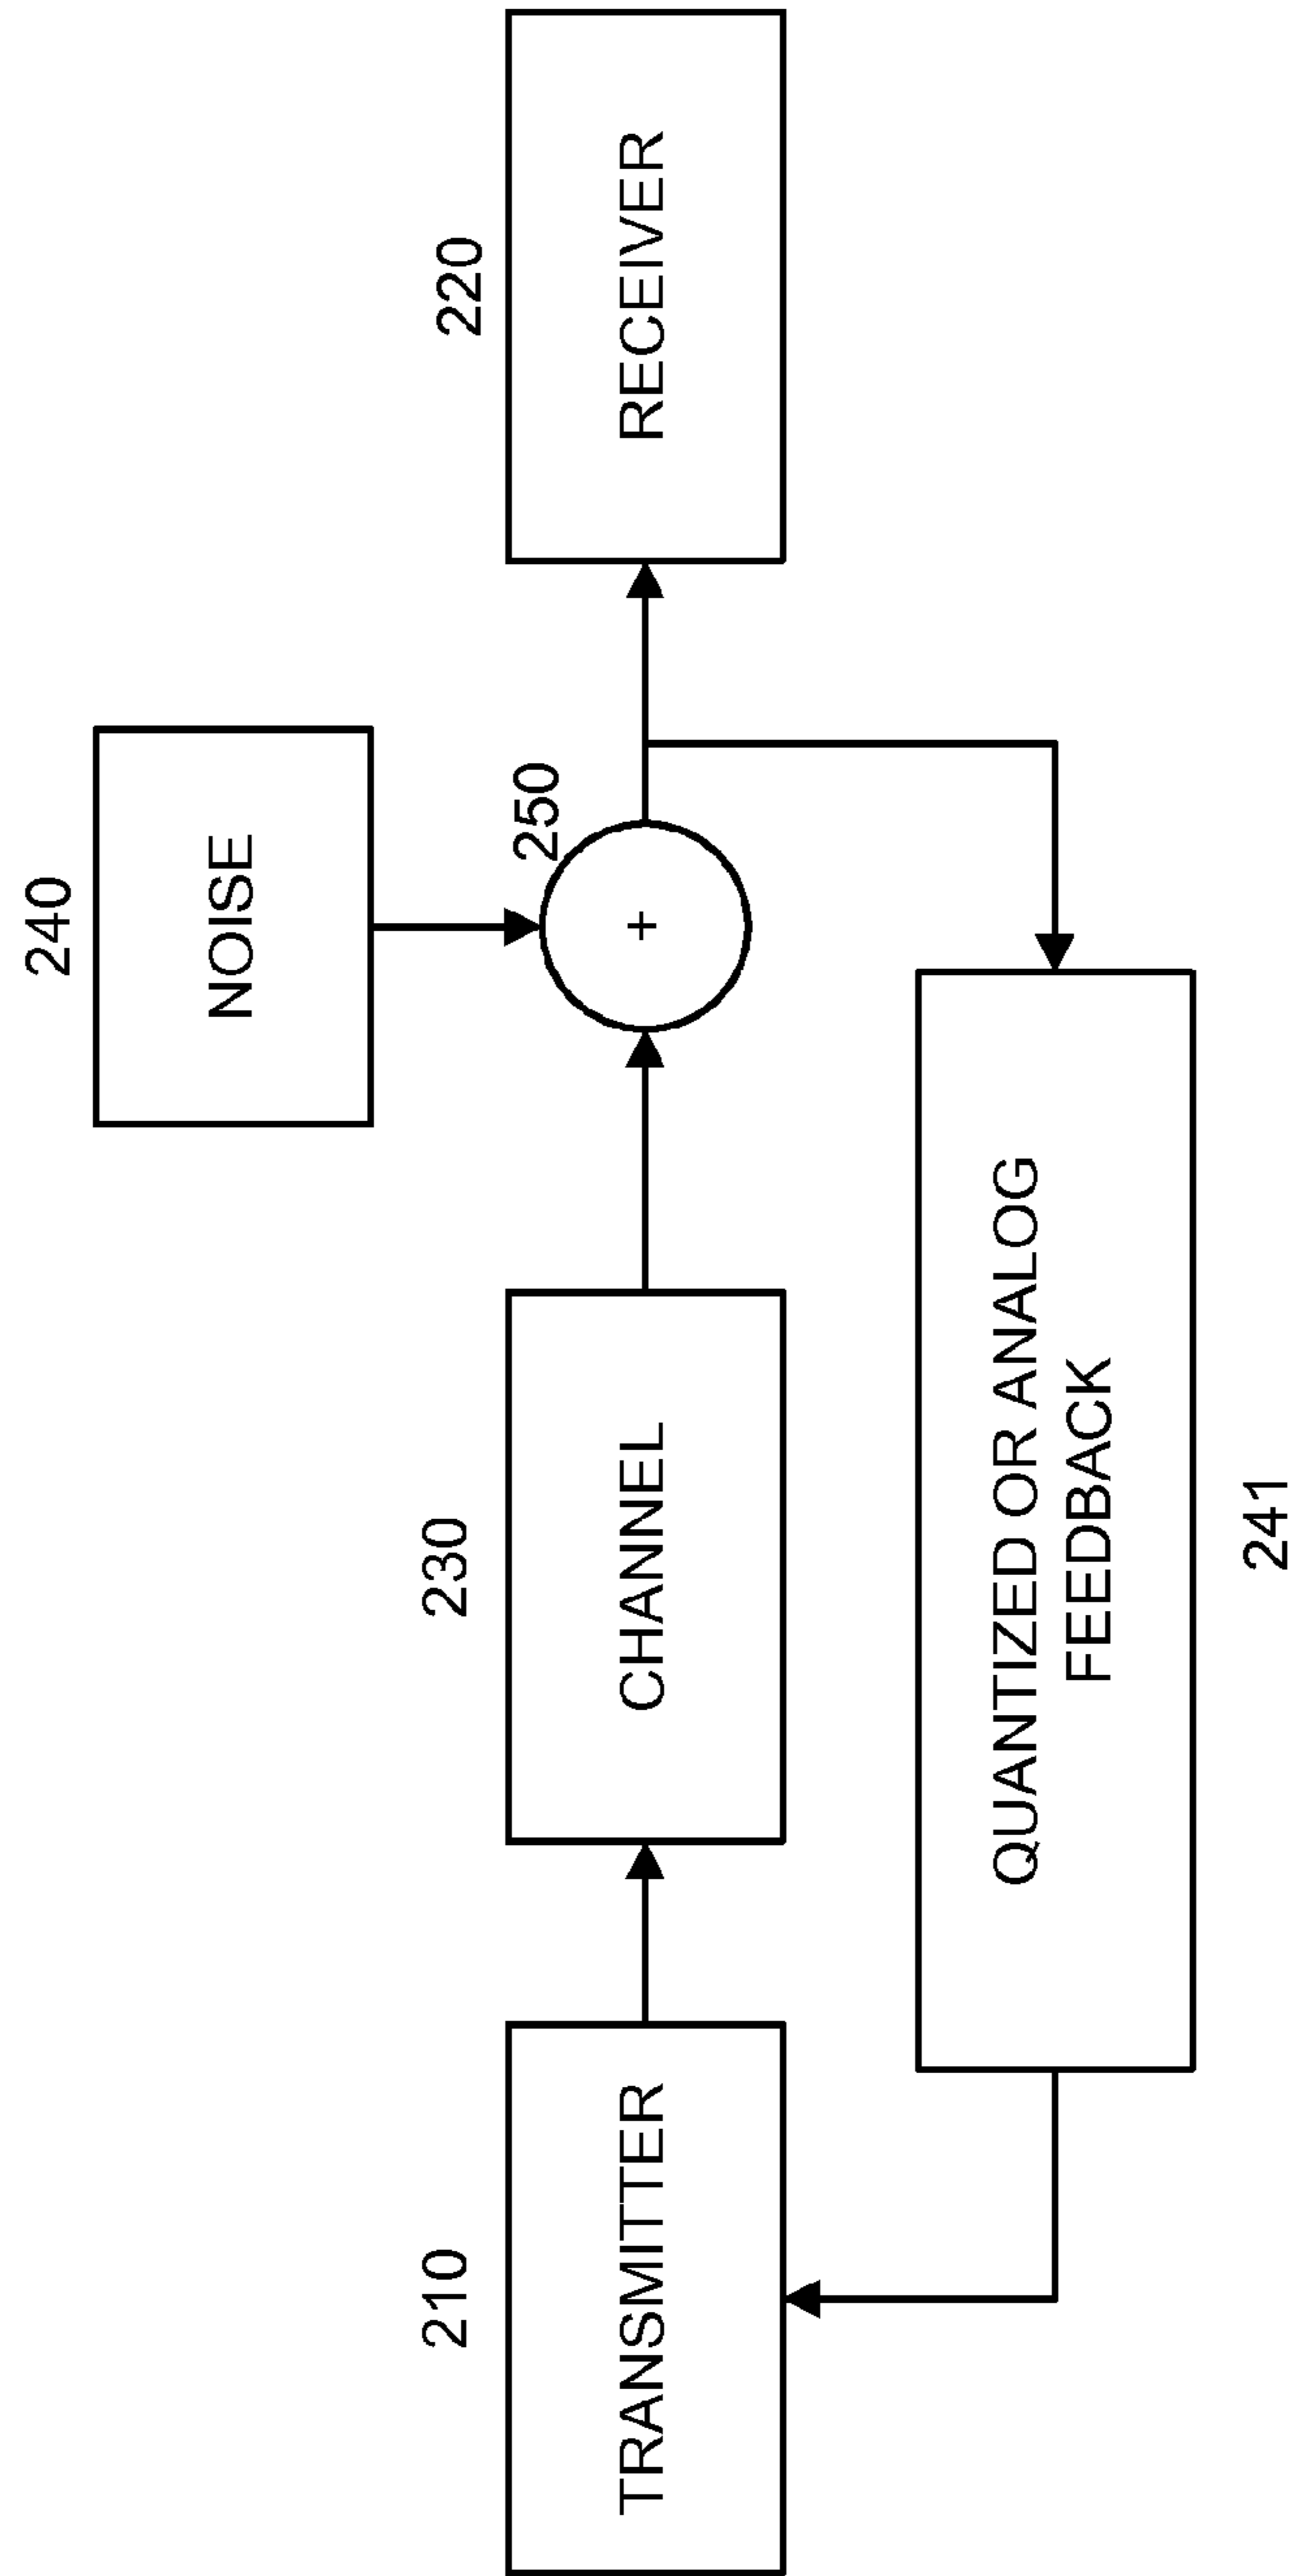 240
NOISE
210
230
250
220
TRANSMITTER
CHANNEL
+
RECEIVER
QUANTIZED OR ANALOG
FEEDBACK
241